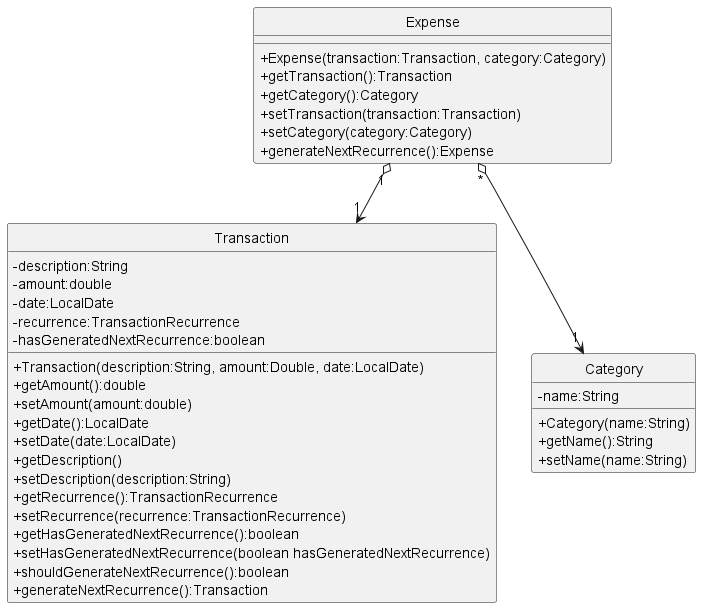 Expense
+Expense(transaction:Transaction, category:Category)
+getTransaction():Transaction
+getCategory():Category
+setTransaction(transaction:Transaction)
+setCategory(category:Category)
+generateNextRecurrence():Expense
1
*
1
Transaction
-description:String
-amount:double
-date:LocalDate
-recurrence:TransactionRecurrence
-hasGeneratedNextRecurrence:boolean
+Transaction(description:String, amount:Double, date:LocalDate)
+getAmount():double
+setAmount(amount:double)
+getDate():LocalDate
+setDate(date:LocalDate)
+getDescription()
+setDescription(description:String)
+getRecurrence():TransactionRecurrence
+setRecurrence(recurrence:TransactionRecurrence)
+getHasGeneratedNextRecurrence():boolean
+setHasGeneratedNextRecurrence(boolean hasGeneratedNextRecurrence)
+shouldGenerateNextRecurrence():boolean
+generateNextRecurrence():Transaction
1
Category
-name:String
+Category(name:String)
+getName():String
+setName(name:String)